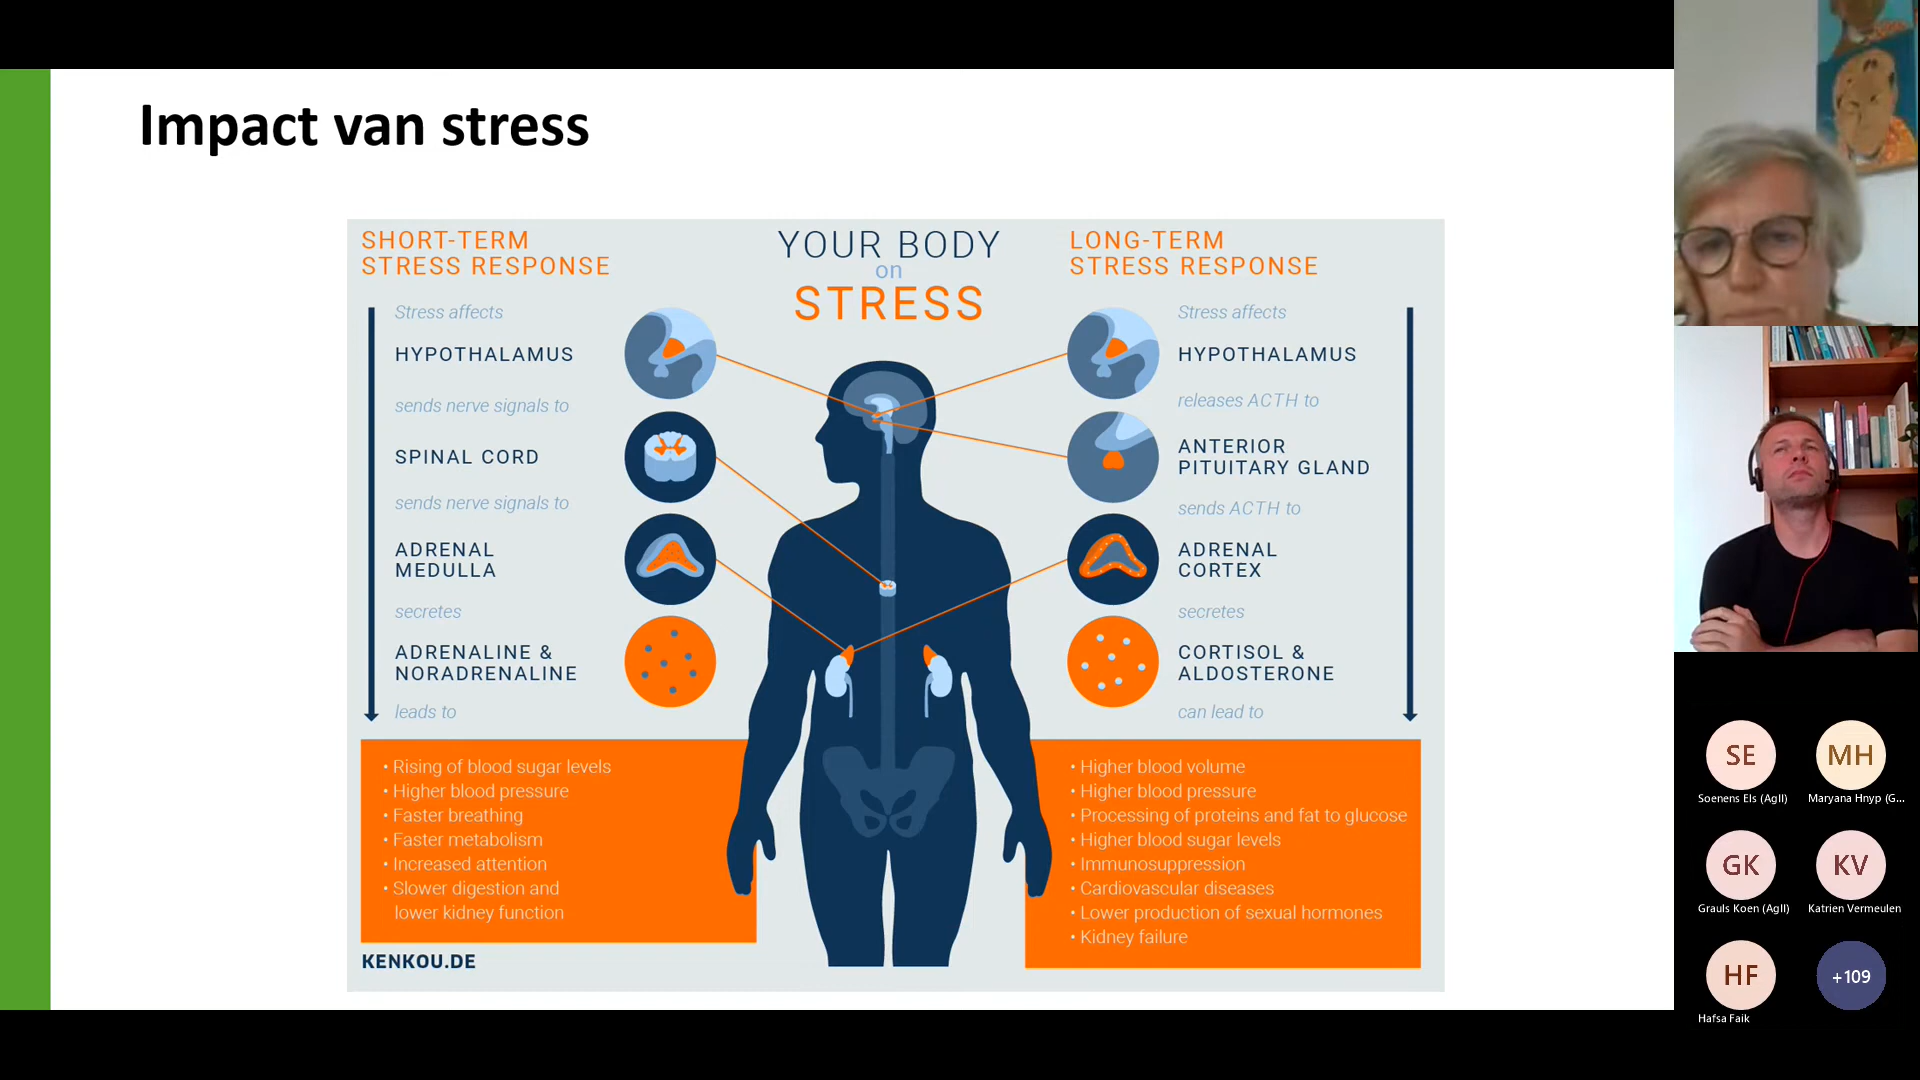 Impact van stress
SHORT-TERM
STRESS RESPONSE
Stress affects
HYPOTHALAMUS
sends nerve signals to
SPINAL CORD
sends nerve signals to
ADRENAL
MEDULLA
secretes
ADRENALINE &
NORADRENALINE
leads to
• Rising of blood sugar levels
• Higher blood pressure
• Faster breathing
• Faster metabolism
• Increased attention
• Slower digestion and
lower kidney function
KENKOU.DE
YOUR BODY
on
STRESS
LONG-TERM
STRESS RESPONSE
Stress affects
HYPOTHALAMUS
releases ACTH to
ANTERIOR
PITUITARY GLAND
sends ACTH to
ADRENAL
CORTEX
secretes
CORTISOL &
ALDOSTERONE
can lead to
• Higher blood volume
• Higher blood pressure
• Processing of proteins and fat to glucose
• Higher blood sugar levels
• Immunosuppression
• Cardiovascular diseases
• Lower production of sexual hormones
• Kidney failure
SE
Soenens Els (AgII)
MH
Maryana Hnyp (G...
GK
Grauls Koen (AgII)
KV
Katrien Vermeulen
HF
Hafsa Faik
+109